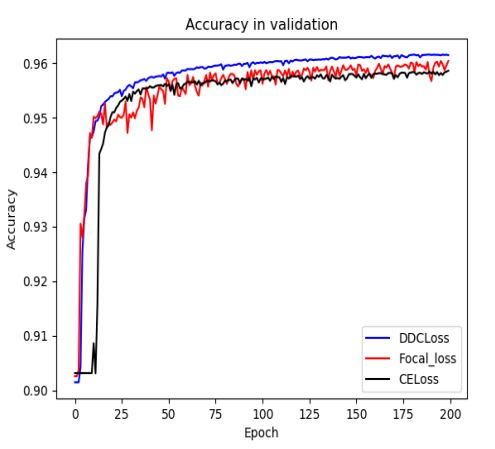 Accuracy in validation
Accuracy
0.96
0.95
0.94
0.93
0.92
0.91
0.90
DDCLoss
Focal_loss
CELoss
0 25 50 75 100 125 150 175 200
Epoch